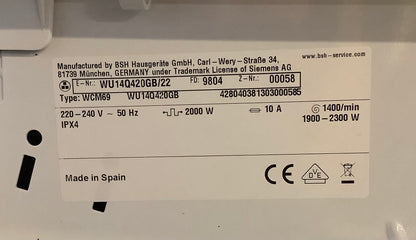 Manufactured by BSH Hausgeräte GmbH, Carl-Wery-Straße 34,
81739 München, GERMANY under Trademark License of Siemens AG
www.bsh-service.com
E-Nr.: WU14Q420GB/22 FD: 9804 Z-Nr.: 00058
Type: WCM69 WU14Q420GB 428040381303000585
220-240 V ~ 50 Hz 2000 W 10 A 1400/min
IPX4 1900-2300 W
Made in Spain CE VDE